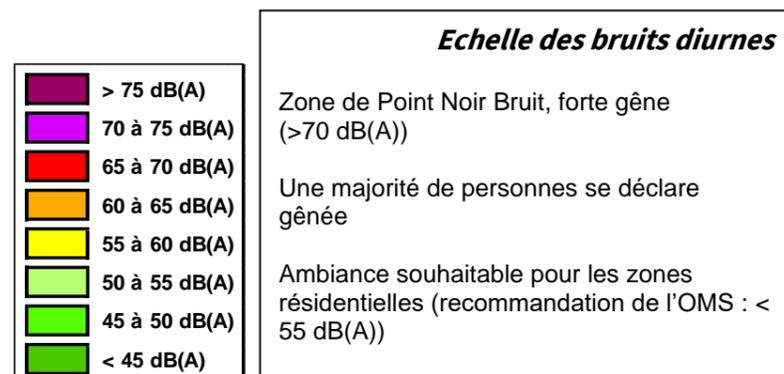 Echelle des bruits diurnes
> 75 dB(A)
70 à 75 dB(A)
65 à 70 dB(A)
60 à 65 dB(A)
55 à 60 dB(A)
50 à 55 dB(A)
45 à 50 dB(A)
< 45 dB(A)
Zone de Point Noir Bruit, forte gêne
(>70 dB(A))
Une majorité de personnes se déclare
gênée
Ambiance souhaitable pour les zones
résidentielles (recommandation de l’OMS : <
55 dB(A))